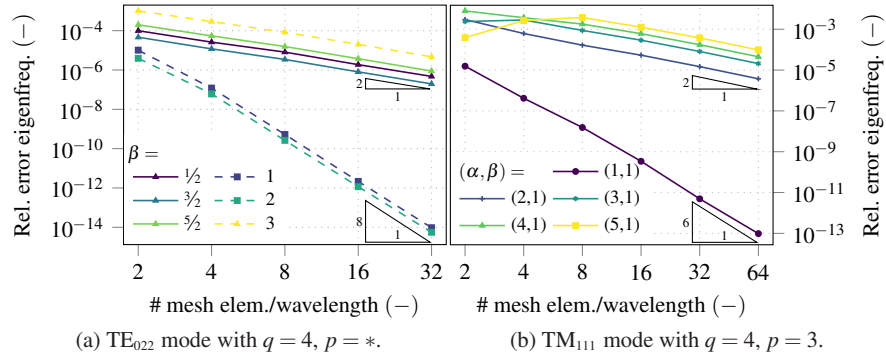 Rel. error eigenfreq. (−)
10⁻⁴
10⁻⁶
10⁻⁸
10⁻¹⁰
10⁻¹²
10⁻¹⁴
2
1
8
1
β =
½ 1
3⁄2 2
5⁄2 3
2 4 8 16 32
# mesh elem./wavelength (−)
(a) TE₀₂₂ mode with q = 4, p = ∗.
2
1
6
1
(α,β) = (1,1)
(2,1) (3,1)
(4,1) (5,1)
2 4 8 16 32 64
# mesh elem./wavelength (−)
10⁻³
10⁻⁵
10⁻⁷
10⁻⁹
10⁻¹¹
10⁻¹³
Rel. error eigenfreq. (−)
(b) TM₁₁₁ mode with q = 4, p = 3.